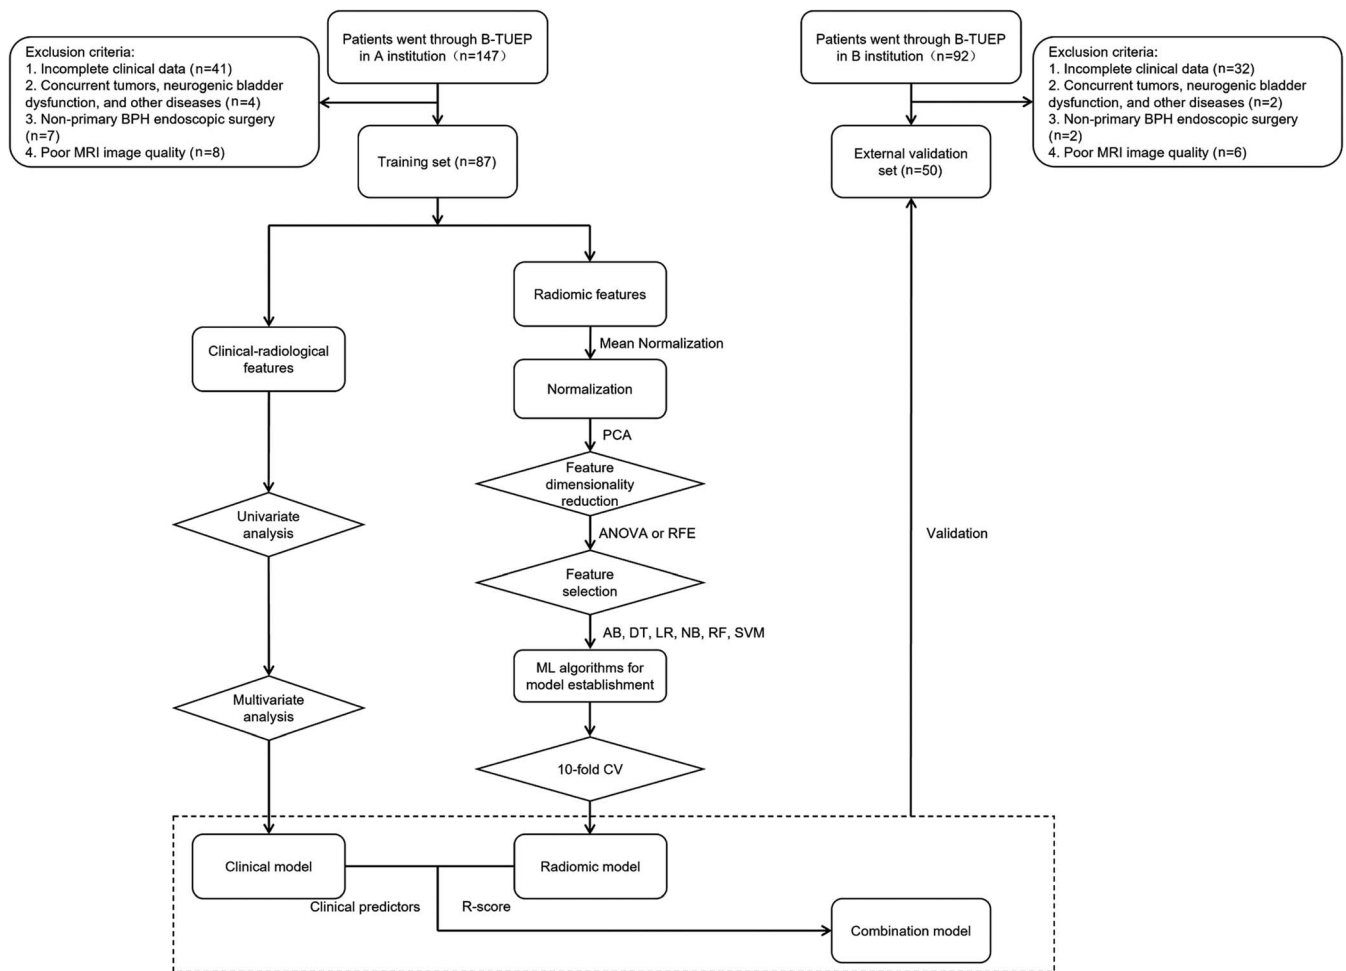 Patients went through B-TUEP
in A institution（n=147）
Exclusion criteria:
1. Incomplete clinical data (n=41)
2. Concurrent tumors, neurogenic bladder
dysfunction, and other diseases (n=4)
3. Non-primary BPH endoscopic surgery
(n=7)
4. Poor MRI image quality (n=8)
Training set (n=87)
Patients went through B-TUEP
in B institution（n=92）
Exclusion criteria:
1. Incomplete clinical data (n=32)
2. Concurrent tumors, neurogenic bladder
dysfunction, and other diseases (n=2)
3. Non-primary BPH endoscopic surgery
(n=2)
4. Poor MRI image quality (n=6)
External validation
set (n=50)
Clinical-radiological
features
Univariate
analysis
Multivariate
analysis
Radiomic features
Mean Normalization
Normalization
PCA
Feature
dimensionality
reduction
ANOVA or RFE
Feature
selection
AB, DT, LR, NB, RF, SVM
ML algorithms for
model establishment
10-fold CV
Validation
Clinical model
Radiomic model
Clinical predictors
R-score
Combination model